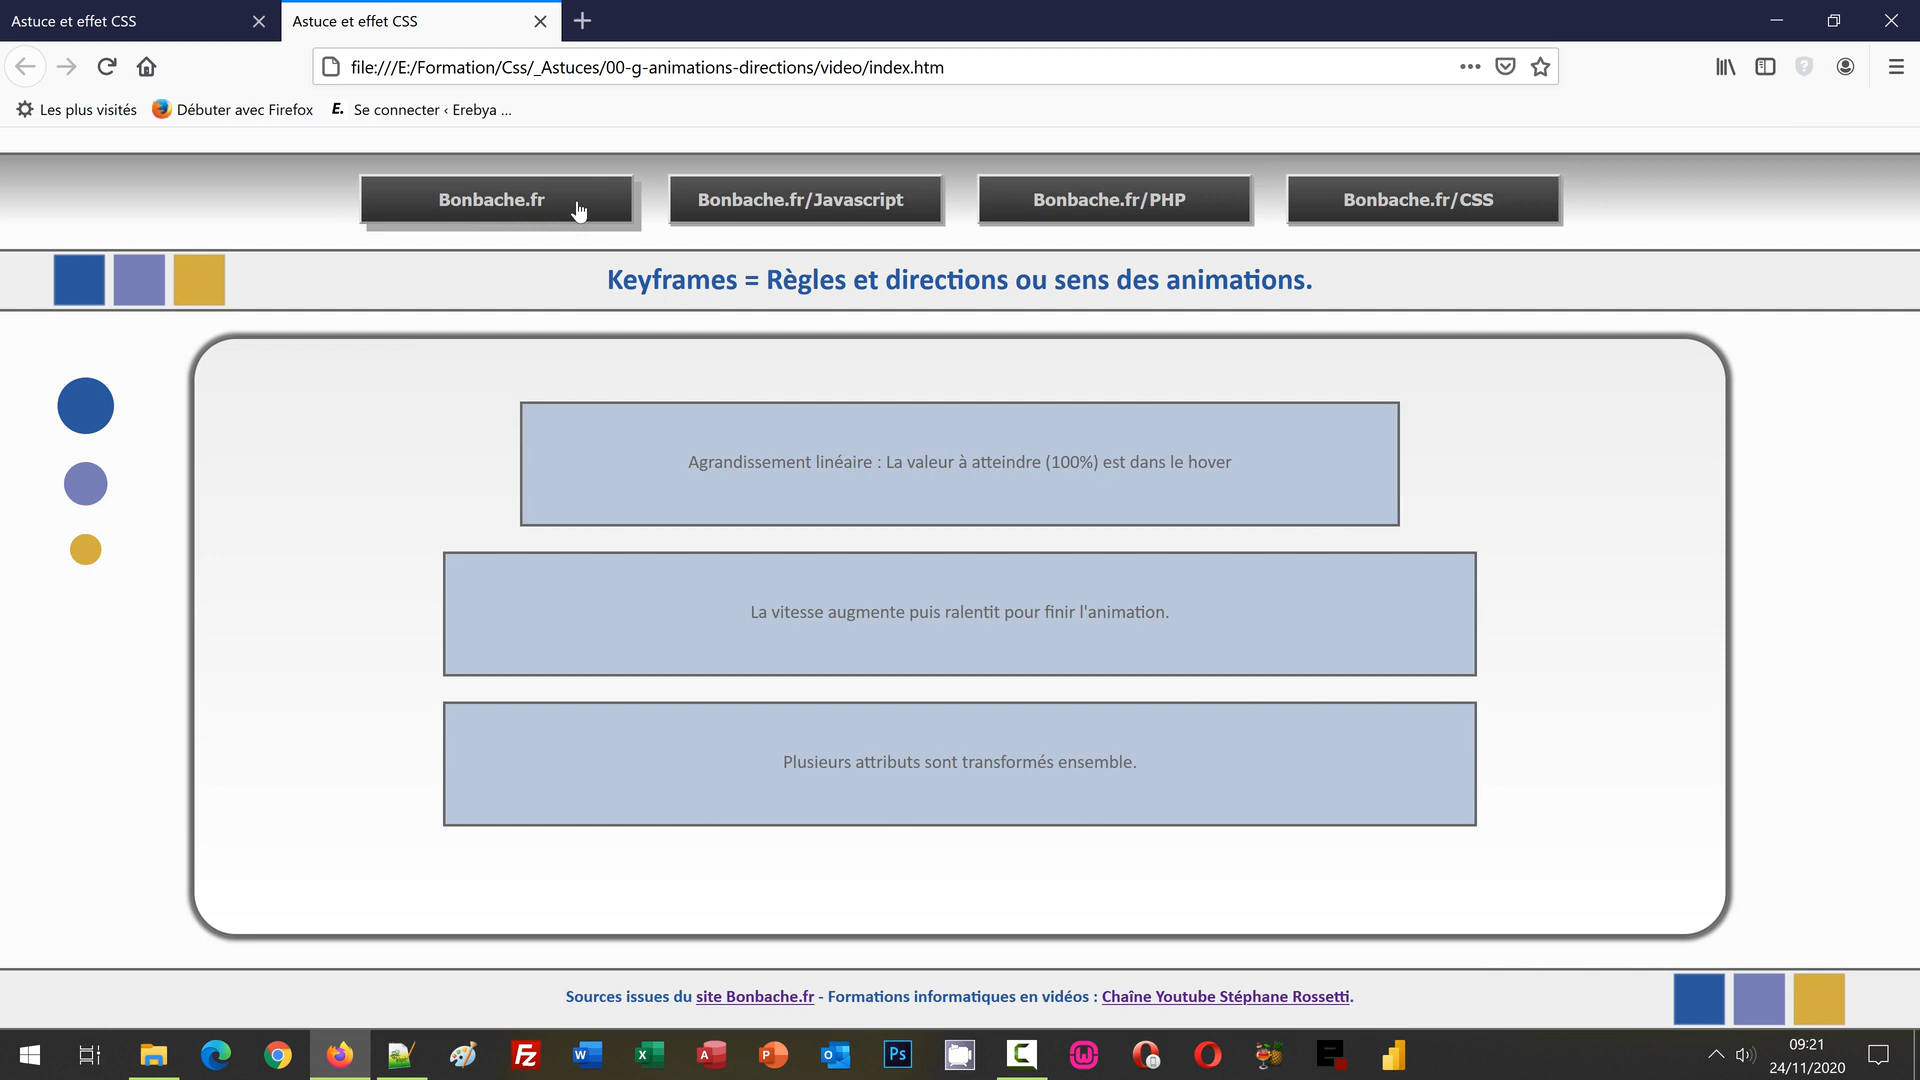 Astuce et effet CSS
Astuce et effet CSS
file:///E:/Formation/Css/_Astuces/00-g-animations-directions/video/index.htm
Les plus visités
Débuter avec Firefox
E. Se connecter ‹ Erebya ...
Bonbache.fr
Bonbache.fr/Javascript
Bonbache.fr/PHP
Bonbache.fr/CSS
Keyframes = Règles et directions ou sens des animations.
Agrandissement linéaire : La valeur à atteindre (100%) est dans le hover
La vitesse augmente puis ralentit pour finir l'animation.
Plusieurs attributs sont transformés ensemble.
Sources issues du site Bonbache.fr - Formations informatiques en vidéos : Chaîne Youtube Stéphane Rossetti.
09:21
24/11/2020